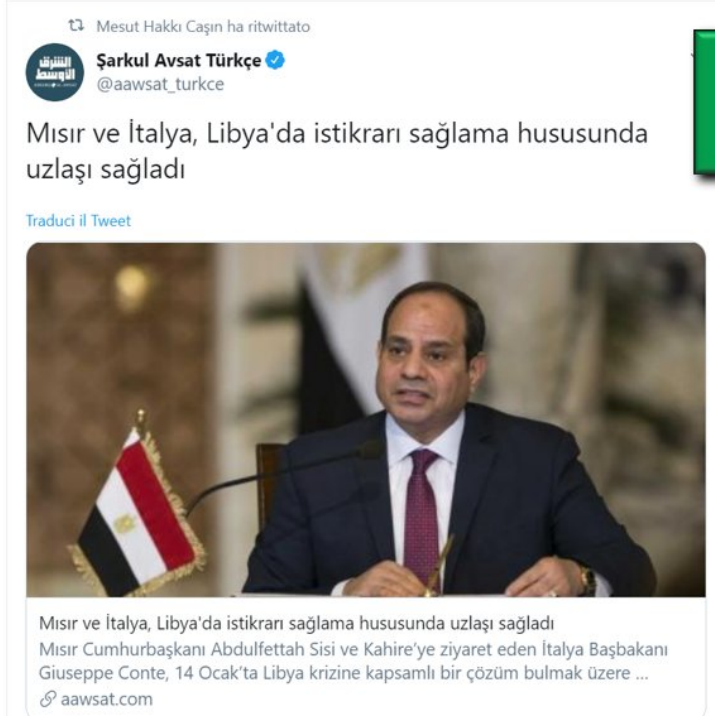 Mesut Hakkı Caşın ha ritwittato
الشرق الأوسط
Şarkul Avsat Türkçe
@aawsat_turkce
Mısır ve İtalya, Libya'da istikrarı sağlama hususunda
uzlaşı sağladı
Traduci il Tweet
Mısır ve İtalya, Libya'da istikrarı sağlama hususunda uzlaşı sağladı
Mısır Cumhurbaşkanı Abdulfettah Sisi ve Kahire’ye ziyaret eden İtalya Başbakanı
Giuseppe Conte, 14 Ocak’ta Libya krizine kapsamlı bir çözüm bulmak üzere ...
aawsat.com